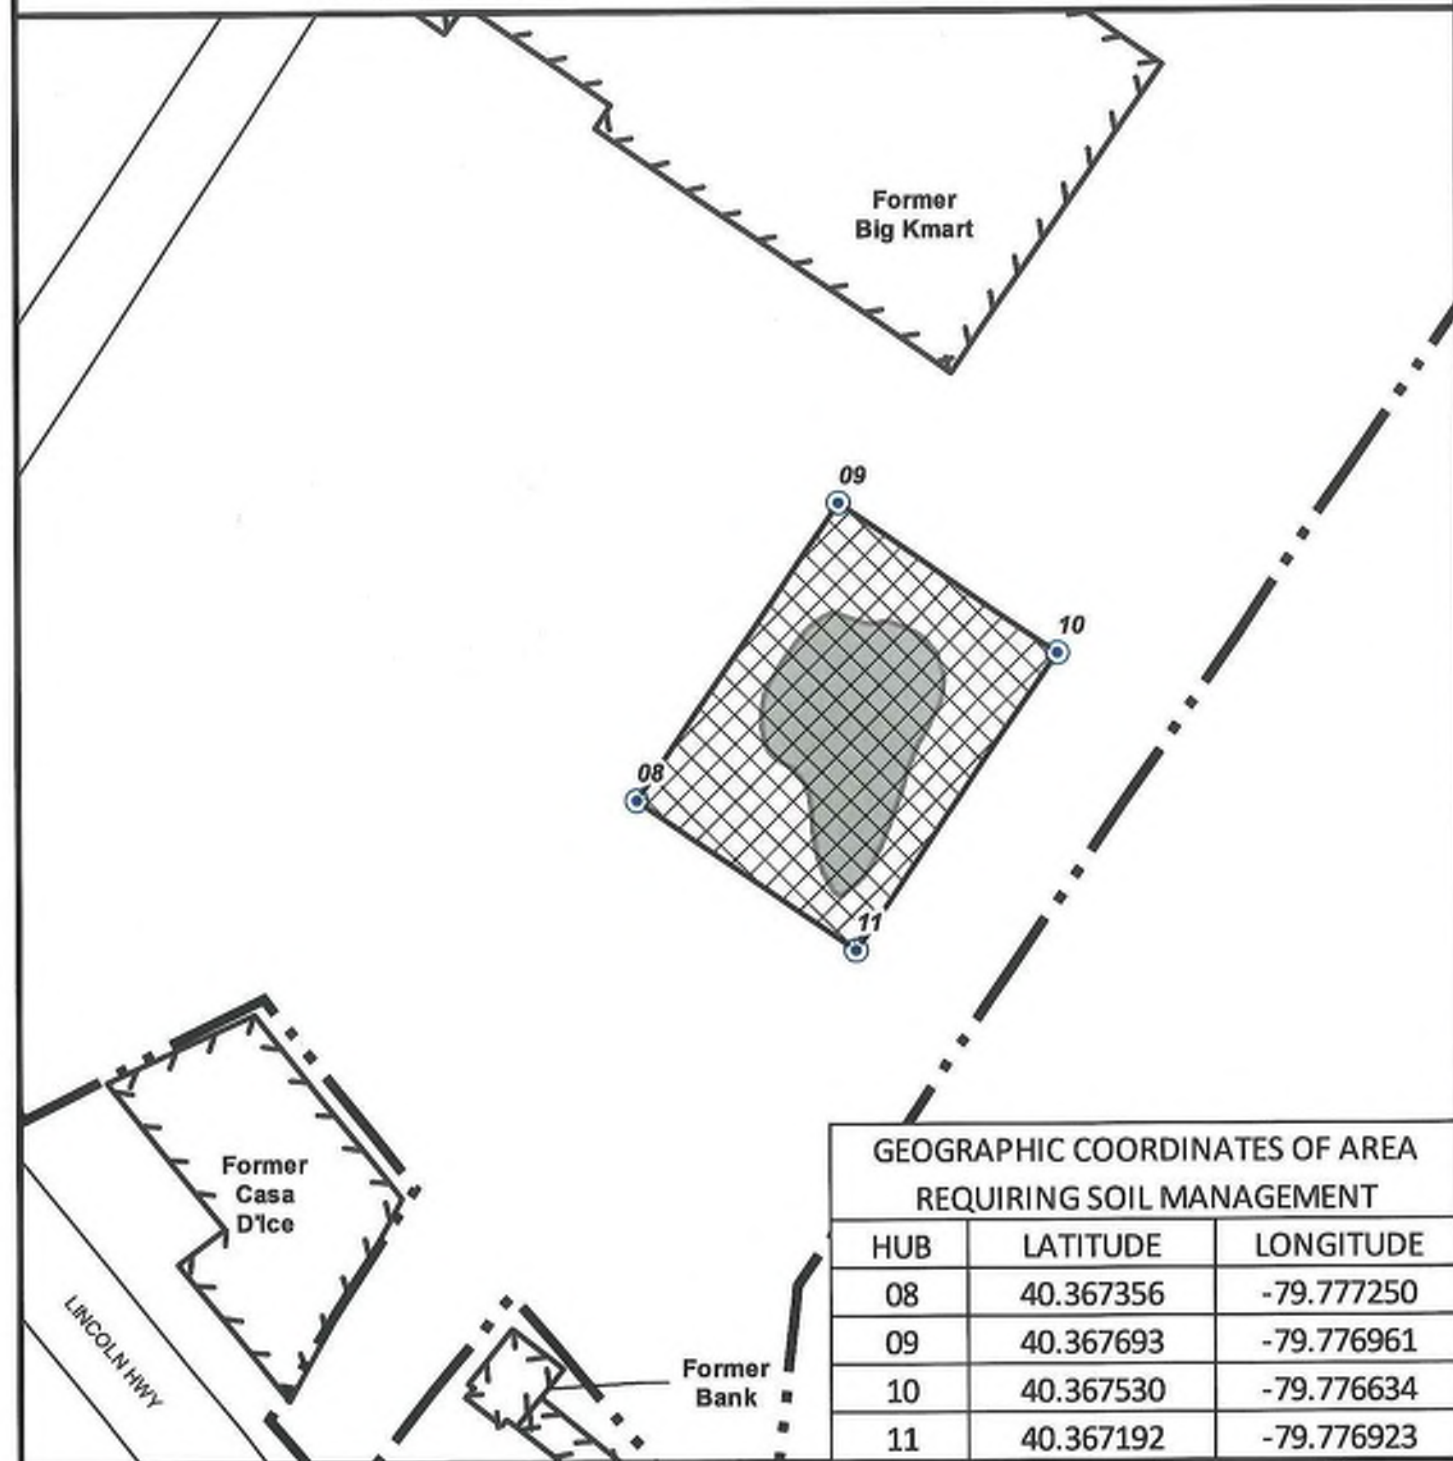 Former
Big Kmart
09
10
08
11
Former
Casa
D'Ice
LINCOLN HWY
Former
Bank
GEOGRAPHIC COORDINATES OF AREA
REQUIRING SOIL MANAGEMENT
HUB LATITUDE LONGITUDE
08 40.367356 -79.777250
09 40.367693 -79.776961
10 40.367530 -79.776634
11 40.367192 -79.776923